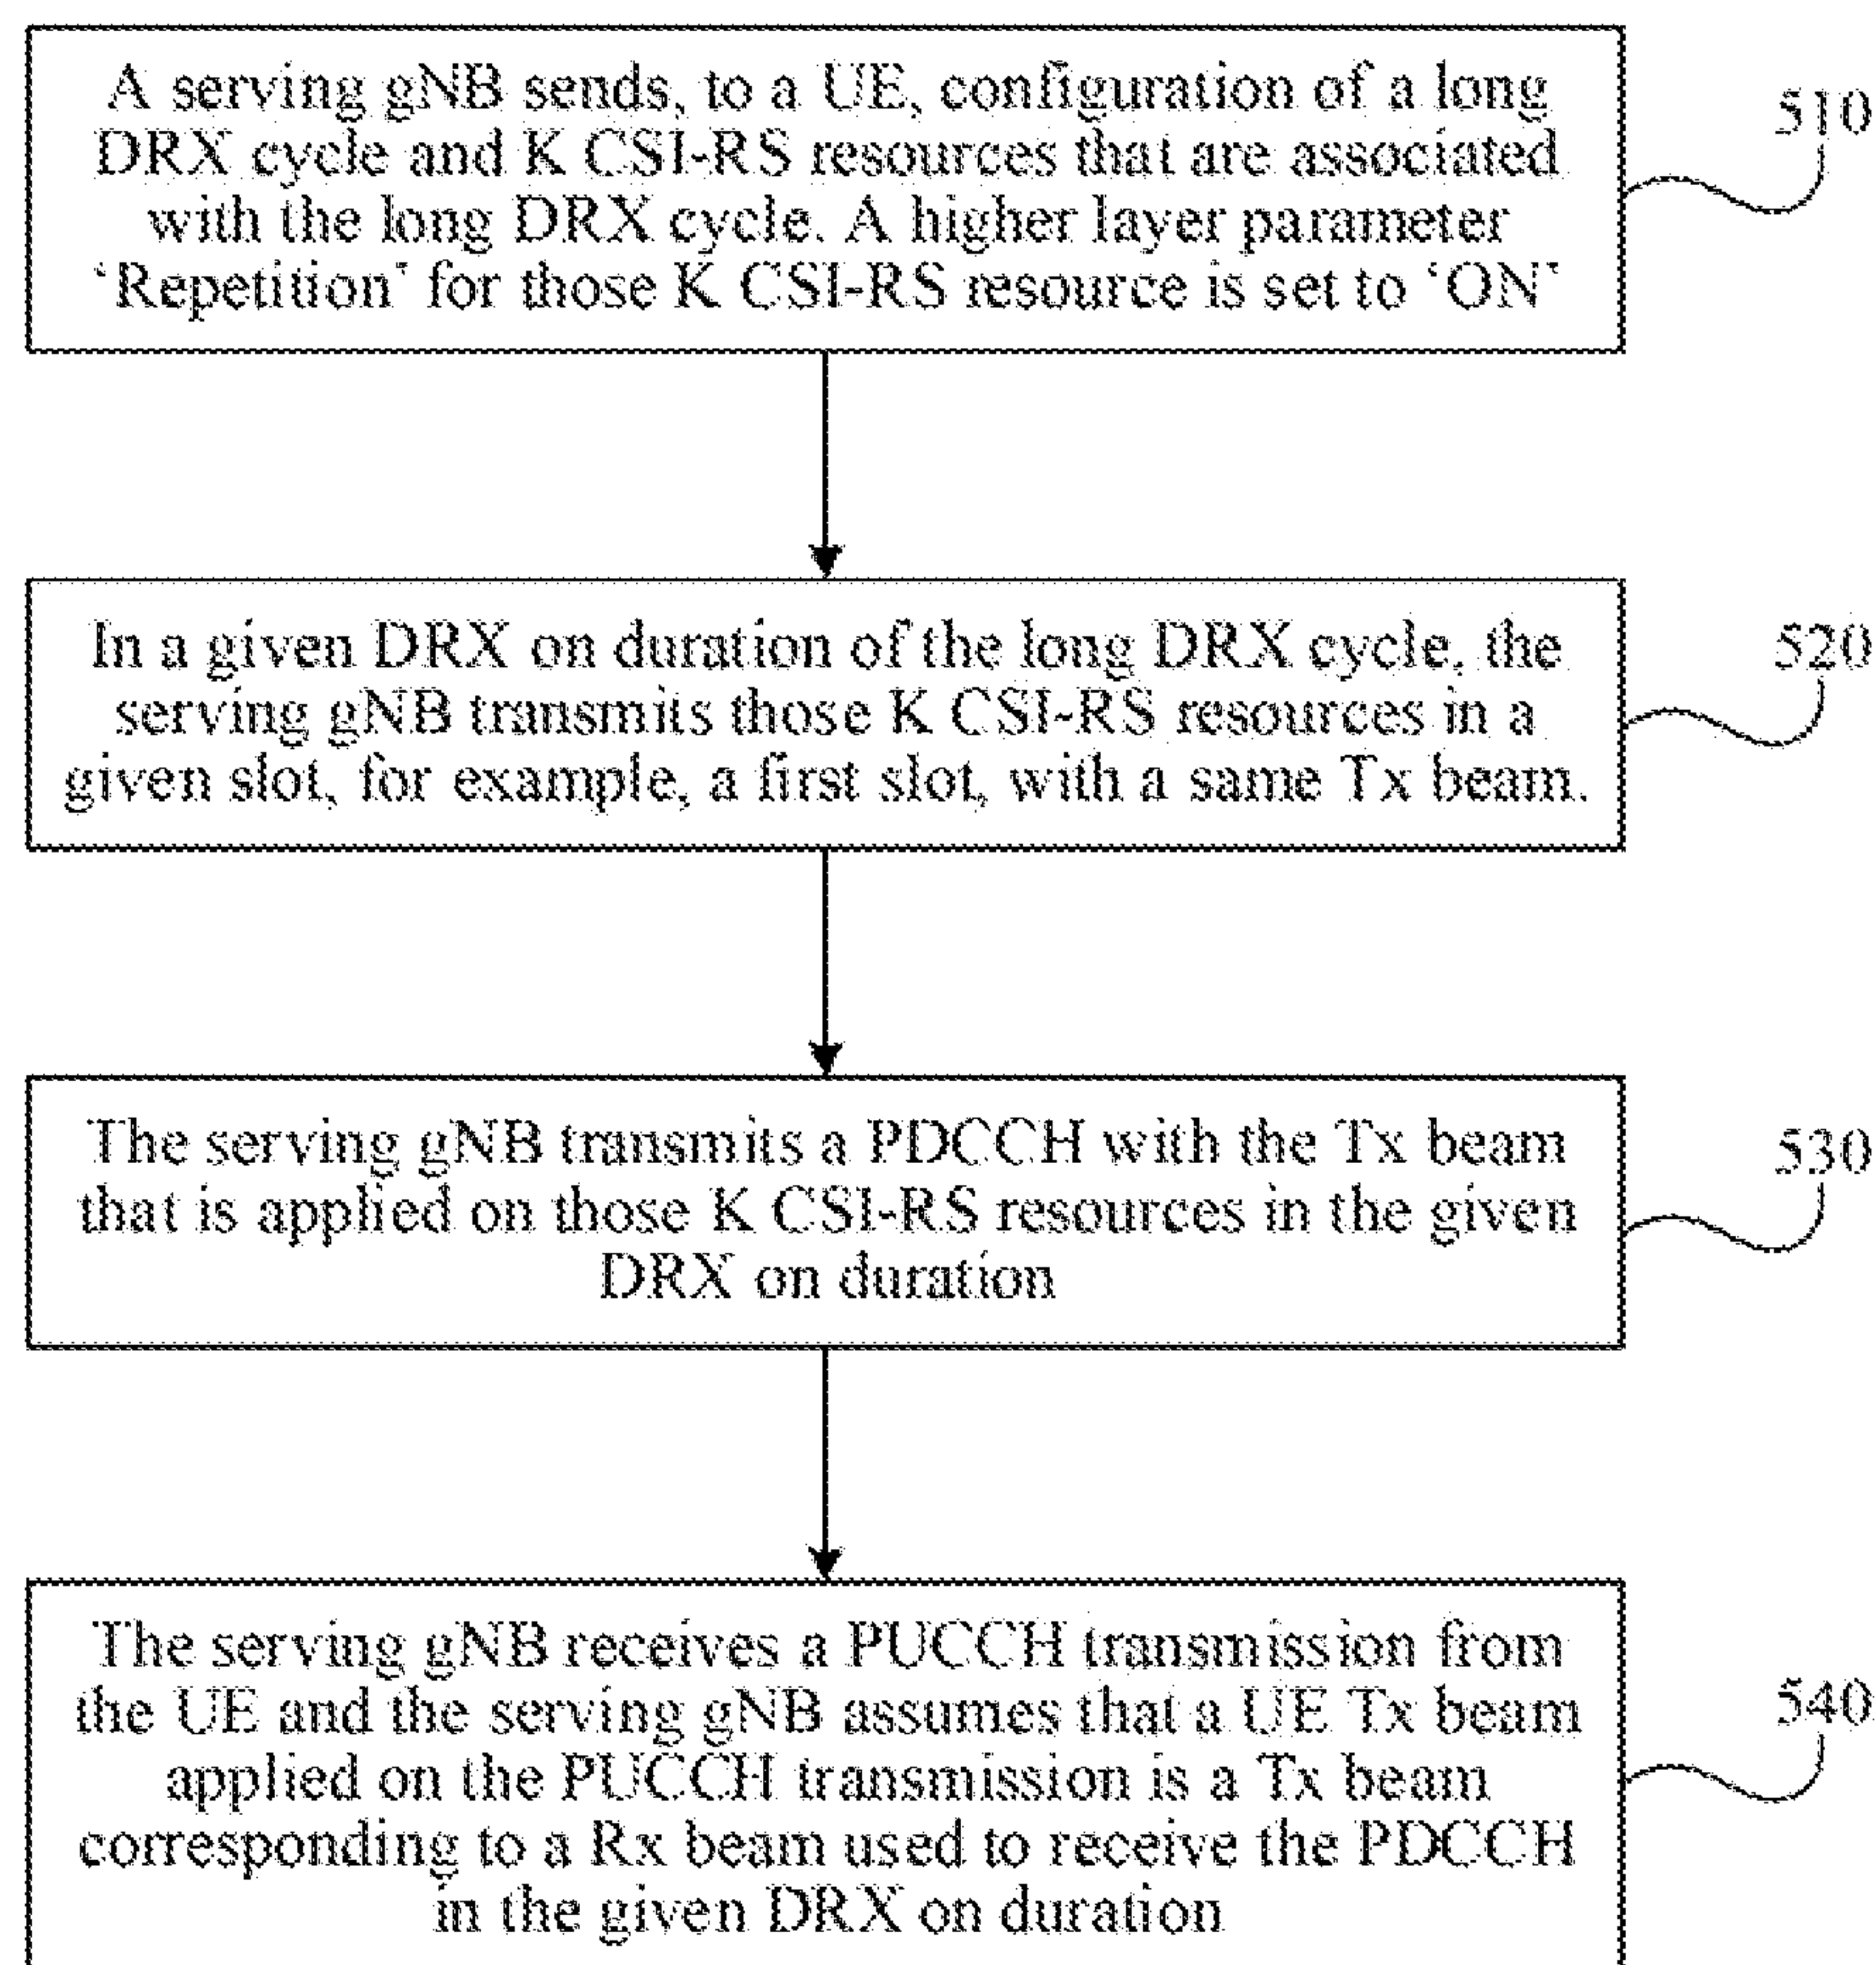 A serving gNB sends, to a UE, configuration of a long
DRX cycle and K CSI-RS resources that are associated
with the long DRX cycle. A higher layer parameter
‘Repetition’ for those K CSI-RS resource is set to ‘ON’
510
In a given DRX on duration of the long DRX cycle, the
serving gNB transmits those K CSI-RS resources in a
given slot, for example, a first slot, with a same Tx beam.
520
The serving gNB transmits a PDCCH with the Tx beam
that is applied on those K CSI-RS resources in the given
DRX on duration
530
The serving gNB receives a PUCCH transmission from
the UE and the serving gNB assumes that a UE Tx beam
applied on the PUCCH transmission is a Tx beam
corresponding to a Rx beam used to receive the PDCCH
in the given DRX on duration
540